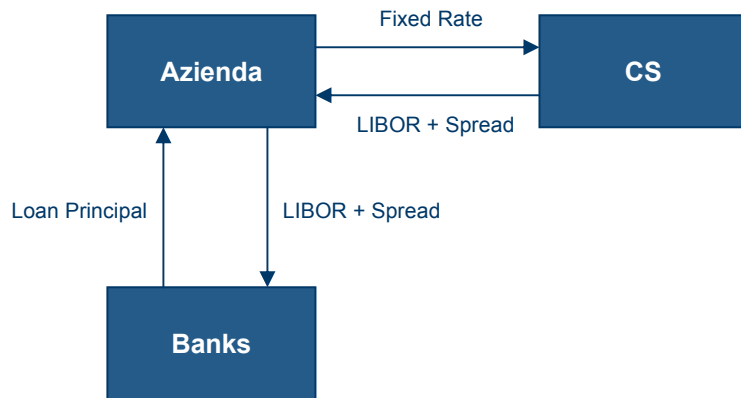 Fixed Rate
Azienda
CS
LIBOR + Spread
Loan Principal
LIBOR + Spread
Banks